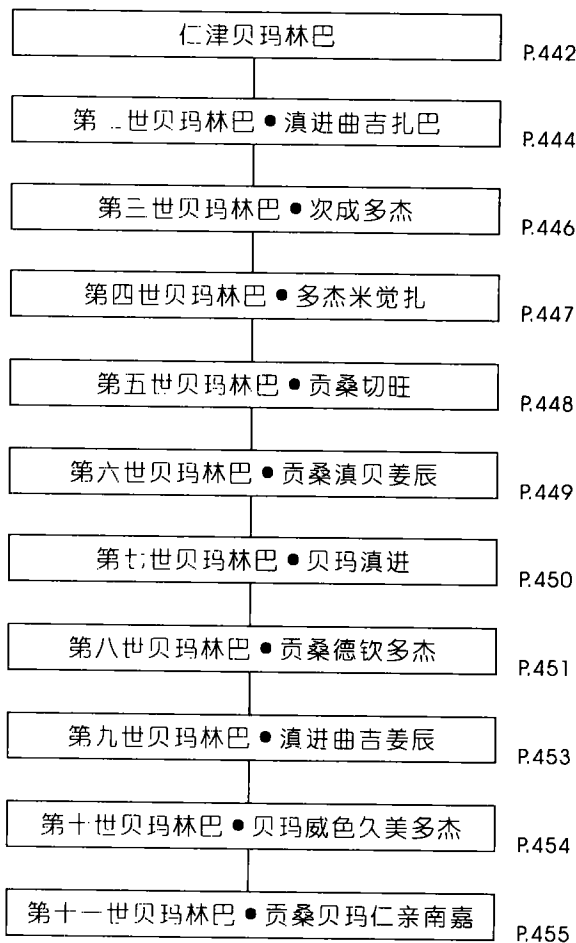 仁津贝玛林巴 P.442
第二世贝玛林巴●滇进曲吉扎巴 P.444
第三世贝玛林巴●次成多杰 P.446
第四世贝玛林巴●多杰米觉扎 P.447
第五世贝玛林巴●贡桑切旺 P.448
第六世贝玛林巴●贡桑滇贝姜辰 P.449
第七世贝玛林巴●贝玛滇进 P.450
第八世贝玛林巴●贡桑德钦多杰 P.451
第九世贝玛林巴●滇进曲吉姜辰 P.453
第十世贝玛林巴●贝玛威色久美多杰 P.454
第十一世贝玛林巴●贡桑贝玛仁亲南嘉 P.455